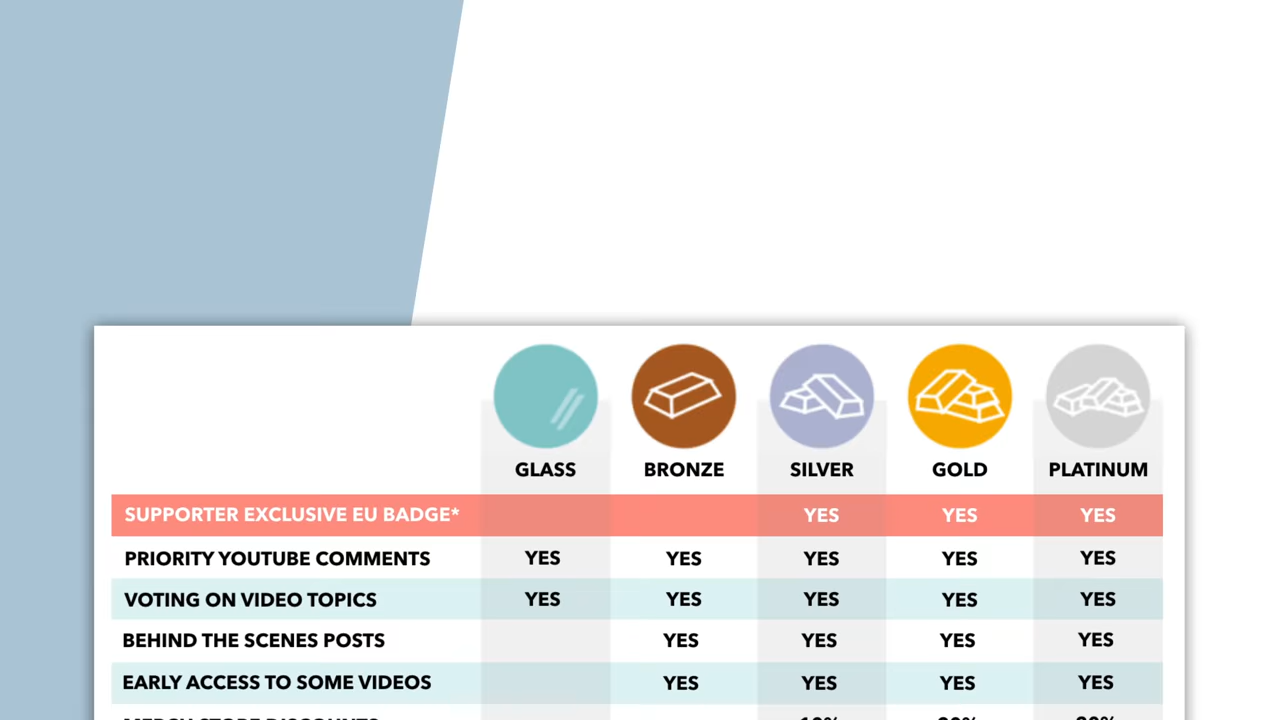 GLASS BRONZE SILVER GOLD PLATINUM
SUPPORTER EXCLUSIVE EU BADGE* YES YES YES
PRIORITY YOUTUBE COMMENTS YES YES YES YES YES
VOTING ON VIDEO TOPICS YES YES YES YES YES
BEHIND THE SCENES POSTS YES YES YES YES
EARLY ACCESS TO SOME VIDEOS YES YES YES YES